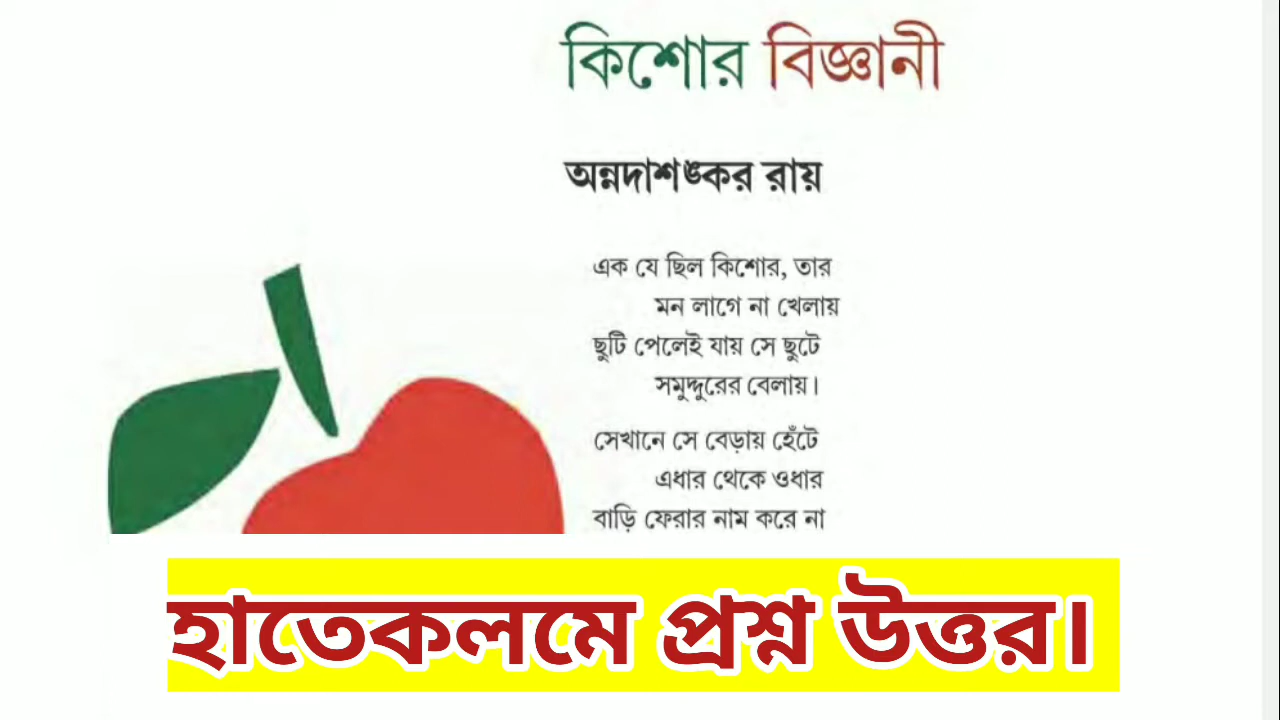 কিশোর বিজ্ঞানী
অন্নদাশঙ্কর রায়
এক যে ছিল কিশোর, তার
মন লাগে না খেলায়
ছুটি পেলেই যায় সে ছুটে
সমুদ্দুরের বেলায়।
সেখানে সে বেড়ায় হেঁটে
এধার থেকে ওধার
বাড়ি ফেরার নাম করে না
হাতেকলমে প্রশ্ন উত্তর।